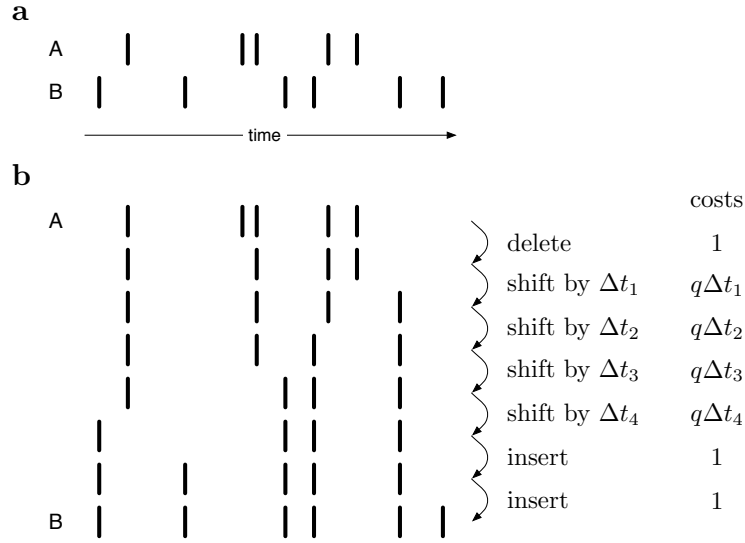 a
A
B
time
b
costs
A
delete 1
shift by Δt₁ qΔt₁
shift by Δt₂ qΔt₂
shift by Δt₃ qΔt₃
shift by Δt₄ qΔt₄
insert 1
insert 1
B